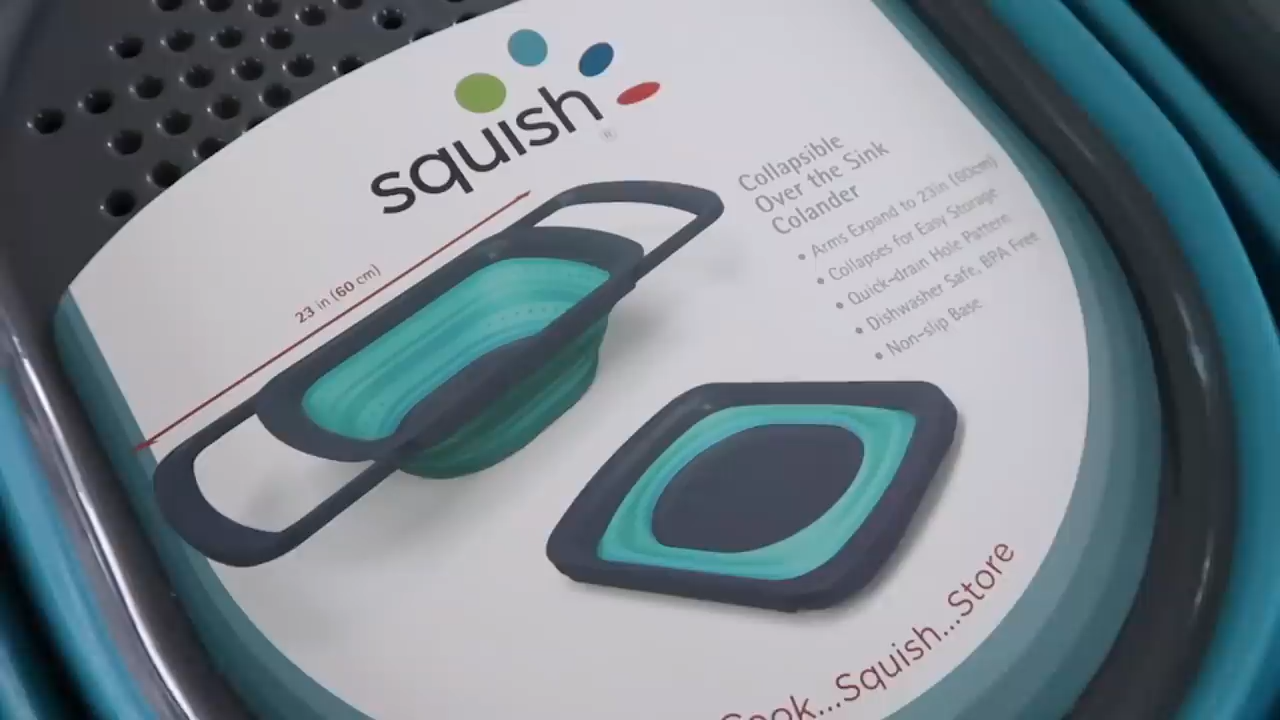 squish®
Collapsible
Over the Sink
Colander
• Arms Expand to 23in (60cm)
• Collapses for Easy Storage
• Quick-drain Hole Pattern
• Dishwasher Safe, BPA Free
• Non-slip Base
23 in (60 cm)
...Squish...Store